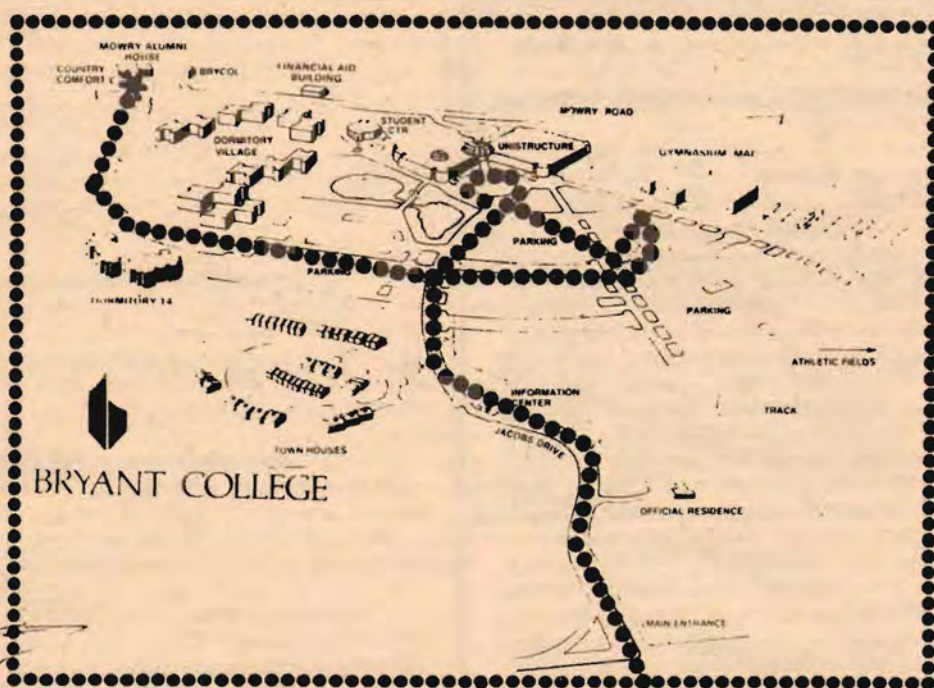 MOWRY ALUMNI
HOUSE
COUNTRY
COMFORT
BRYCOL
FINANCIAL AID
BUILDING
MOWRY ROAD
STUDENT
CTR
UNISTRUCTURE
DORMITORY
VILLAGE
GYMNASIUM
PARKING
PARKING
DORMITORY 14
PARKING
ATHLETIC FIELDS
INFORMATION
CENTER
TRACK
JACOBS DRIVE
TOWN HOUSES
BRYANT COLLEGE
OFFICIAL RESIDENCE
MAIN ENTRANCE